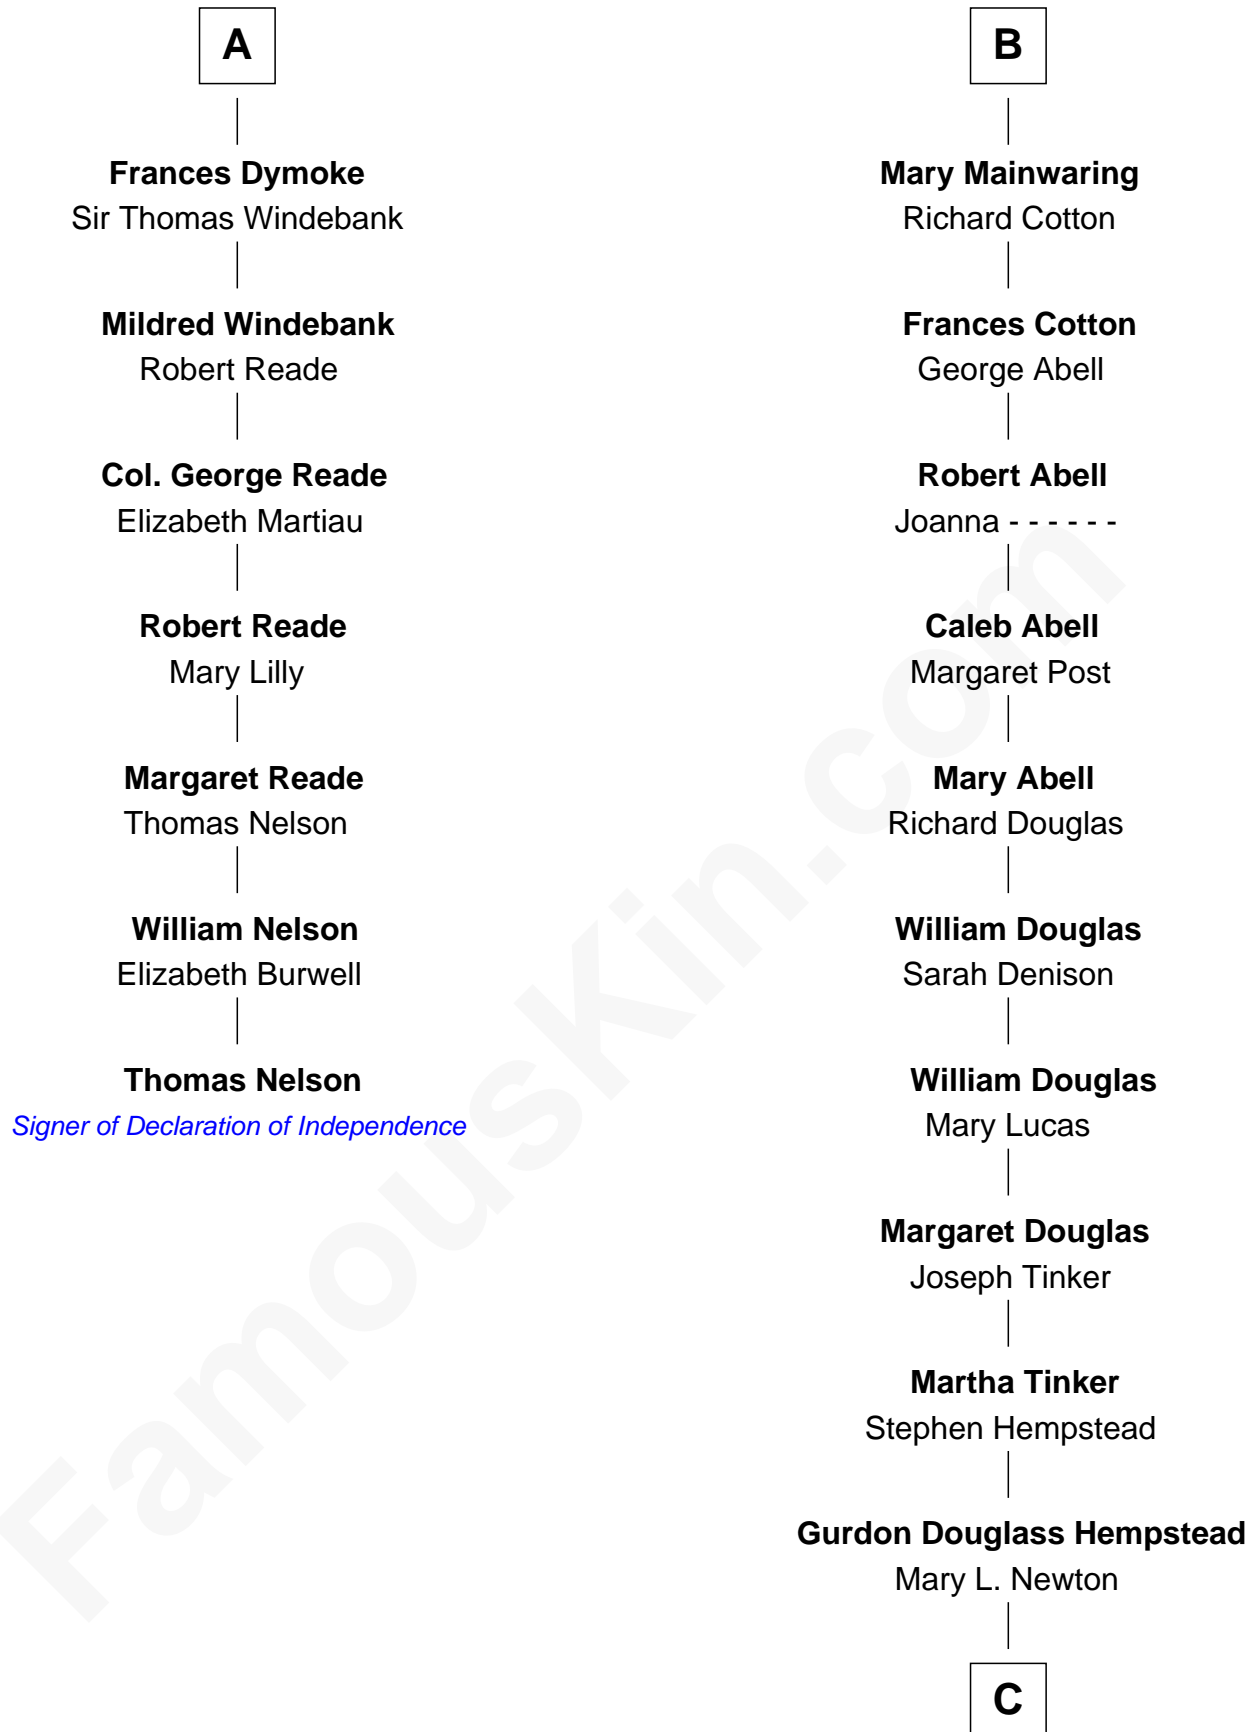 A
Frances Dymoke
Sir Thomas Windebank
Mildred Windebank
Robert Reade
Col. George Reade
Elizabeth Martiau
Robert Reade
Mary Lilly
Margaret Reade
Thomas Nelson
William Nelson
Elizabeth Burwell
Thomas Nelson
Signer of Declaration of Independence
B
Mary Mainwaring
Richard Cotton
Frances Cotton
George Abell
Robert Abell
Joanna - - - - - -
Caleb Abell
Margaret Post
Mary Abell
Richard Douglas
William Douglas
Sarah Denison
William Douglas
Mary Lucas
Margaret Douglas
Joseph Tinker
Martha Tinker
Stephen Hempstead
Gurdon Douglass Hempstead
Mary L. Newton
C
FamousKin.com